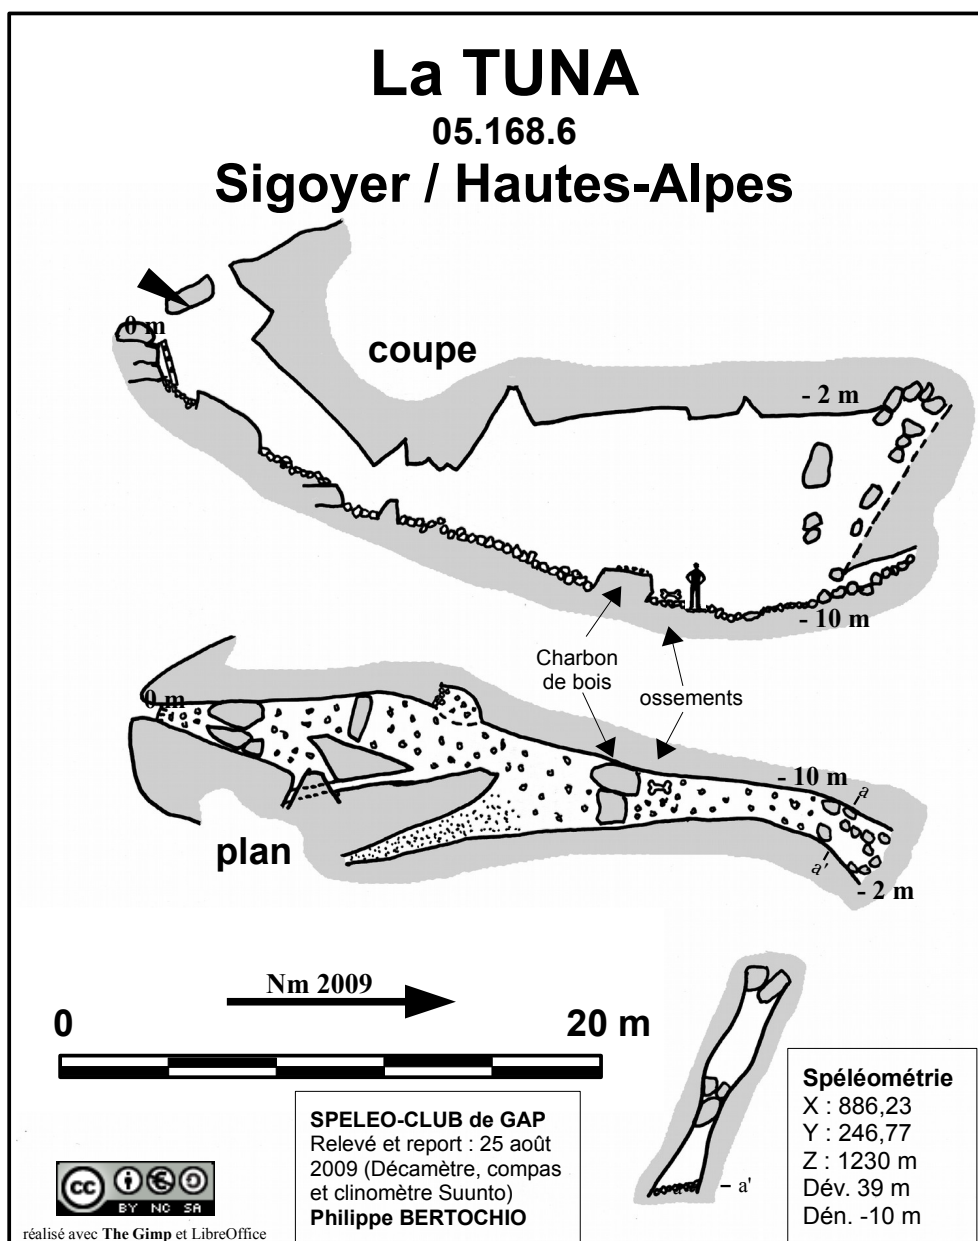 La TUNA
05.168.6
Sigoyer / Hautes-Alpes
0 m
coupe
- 2 m
- 10 m
Charbon
de bois
ossements
0 m
- 10 m
a
plan
a'
- 2 m
Nm 2009
0
20 m
SPELEO-CLUB de GAP
Relevé et report : 25 août
2009 (Décamètre, compas
et clinomètre Suunto)
Philippe BERTOCHIO
a
- a'
Spéléométrie
X : 886,23
Y : 246,77
Z : 1230 m
Dév. 39 m
Dén. -10 m
cc
BY NC SA
réalisé avec The Gimp et LibreOffice